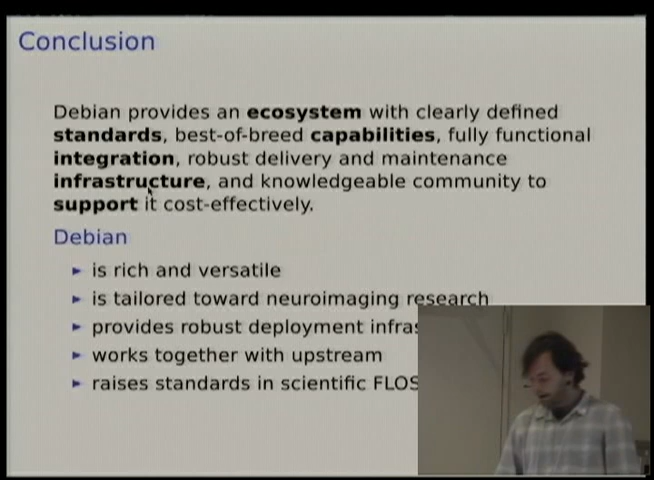 Conclusion
Debian provides an ecosystem with clearly defined
standards, best-of-breed capabilities, fully functional
integration, robust delivery and maintenance
infrastructure, and knowledgeable community to
support it cost-effectively.
Debian
► is rich and versatile
► is tailored toward neuroimaging research
► provides robust deployment
► works together with upstream
► raises standards in scientific